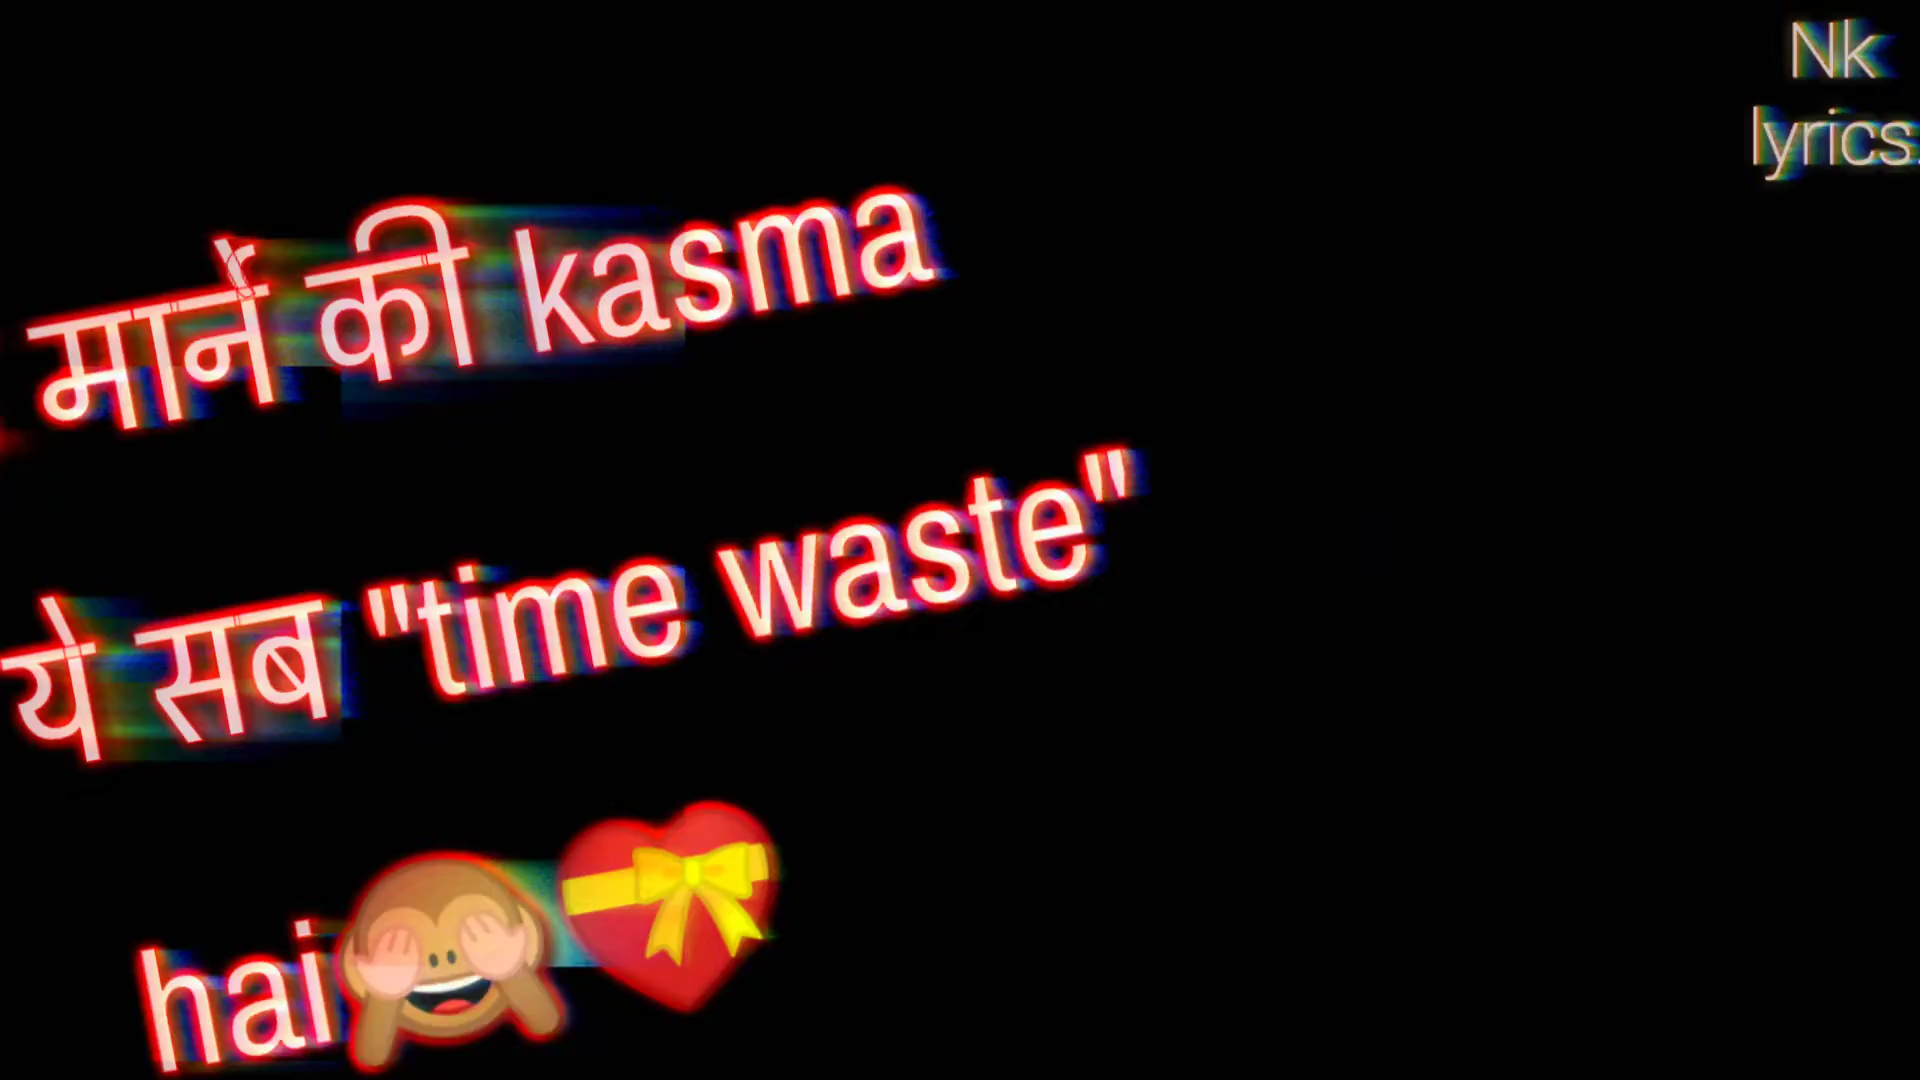 मानें की kasma
ये सब "time waste"
hai🙈💝
Nk
lyrics.